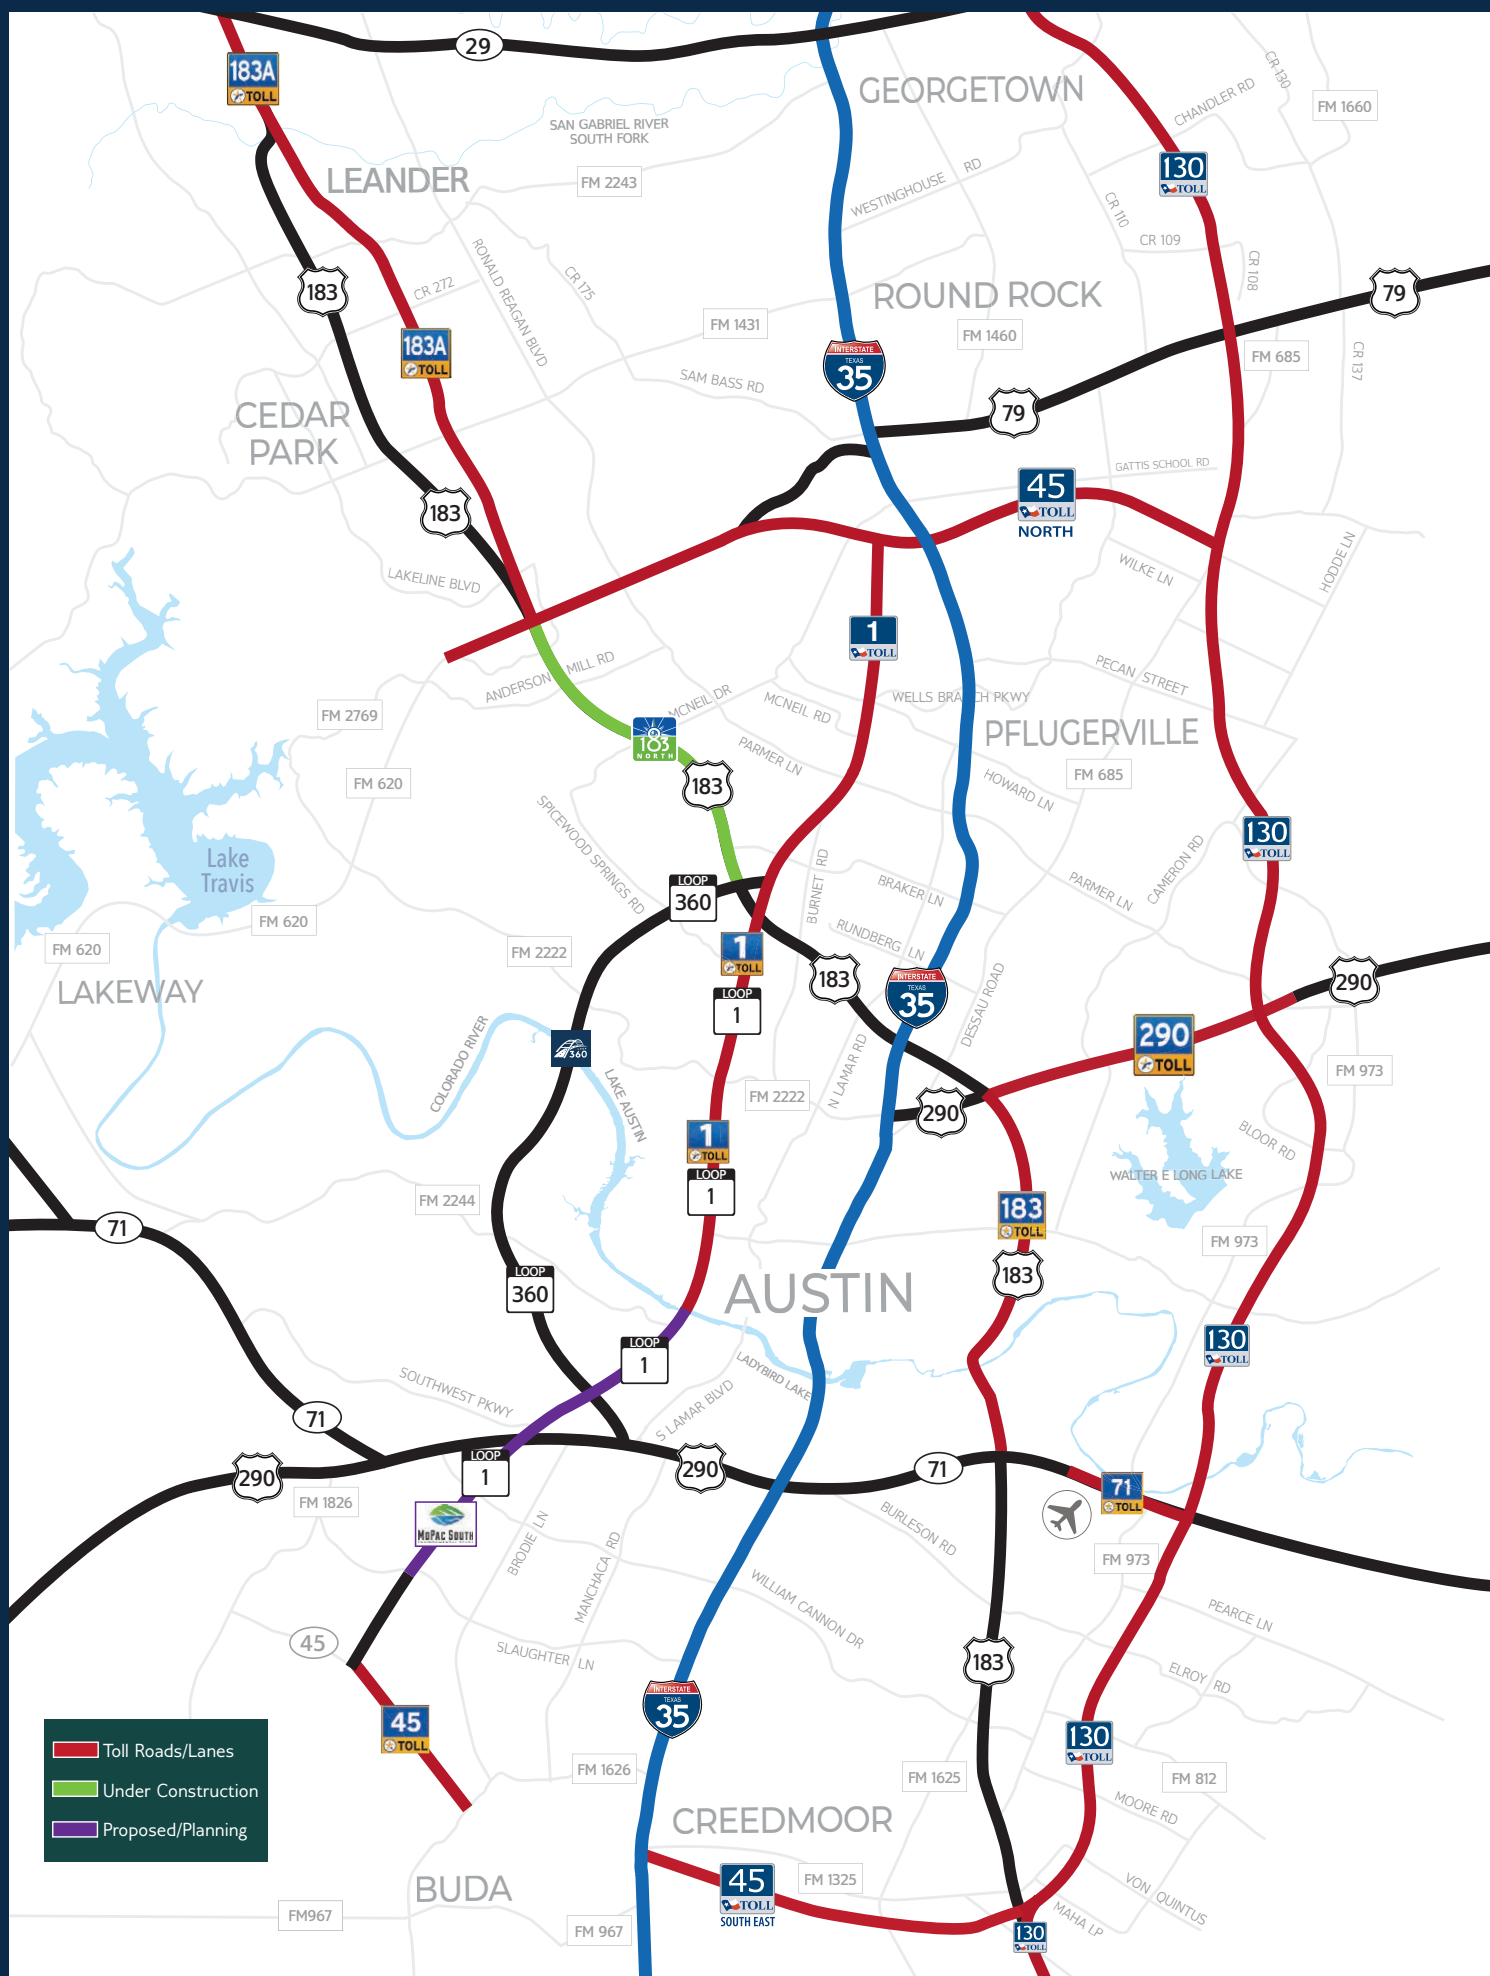 29
183A
TOLL
GEORGETOWN
CHANDLER RD
CR 130
FM 1660
SAN GABRIEL RIVER
SOUTH FORK
LEANDER
FM 2243
WESTINGHOUSE RD
130
TOLL
CR 110
CR 109
CR 108
183
CR 272
RONALD REAGAN BLVD
CR 175
ROUND ROCK
79
FM 1431
FM 1460
183A
TOLL
INTERSTATE
TEXAS
35
FM 685
CR 137
SAM BASS RD
CEDAR
PARK
79
183
GATTIS SCHOOL RD
45
TOLL
NORTH
LAKELINE BLVD
WILKE LN
HODDE LN
1
TOLL
ANDERSON MILL RD
PECAN STREET
MCNEIL DR
MCNEIL RD
WELLS BRANCH PKWY
FM 2769
183
NORTH
PFLUGERVILLE
PARMER LN
FM 620
183
HOWARD LN
FM 685
SPICEWOOD SPRINGS RD
130
TOLL
Lake
Travis
BURNET RD
BRAKER LN
PARMER LN
CAMERON RD
LOOP
360
FM 620
FM 620
RUNDBERG LN
FM 2222
1
TOLL
183
INTERSTATE
TEXAS
35
DESSAU ROAD
290
LAKEWAY
LOOP
1
COLORADO RIVER
360
290
TOLL
N LAMAR RD
FM 973
LAKE AUSTIN
FM 2222
290
1
TOLL
BLOOR RD
LOOP
1
WALTER E LONG LAKE
FM 2244
183
TOLL
71
FM 973
183
LOOP
360
AUSTIN
130
TOLL
LOOP
1
LADYBIRD LAKE
SOUTHWEST PKWY
S LAMAR BLVD
71
290
LOOP
1
290
71
71
TOLL
FM 1826
MOPAC SOUTH
BRODIE LN
MANCHACA RD
BURLESON RD
FM 973
WILLIAM CANNON DR
PEARCE LN
45
SLAUGHTER LN
183
ELROY RD
INTERSTATE
TEXAS
35
45
TOLL
130
TOLL
Toll Roads/Lanes
Under Construction
Proposed/Planning
FM 1626
FM 1625
FM 812
MOORE RD
CREEDMOOR
BUDA
45
TOLL
SOUTH EAST
FM 1325
VON QUINTUS
FM967
FM 967
MAHA LP
130
TOLL